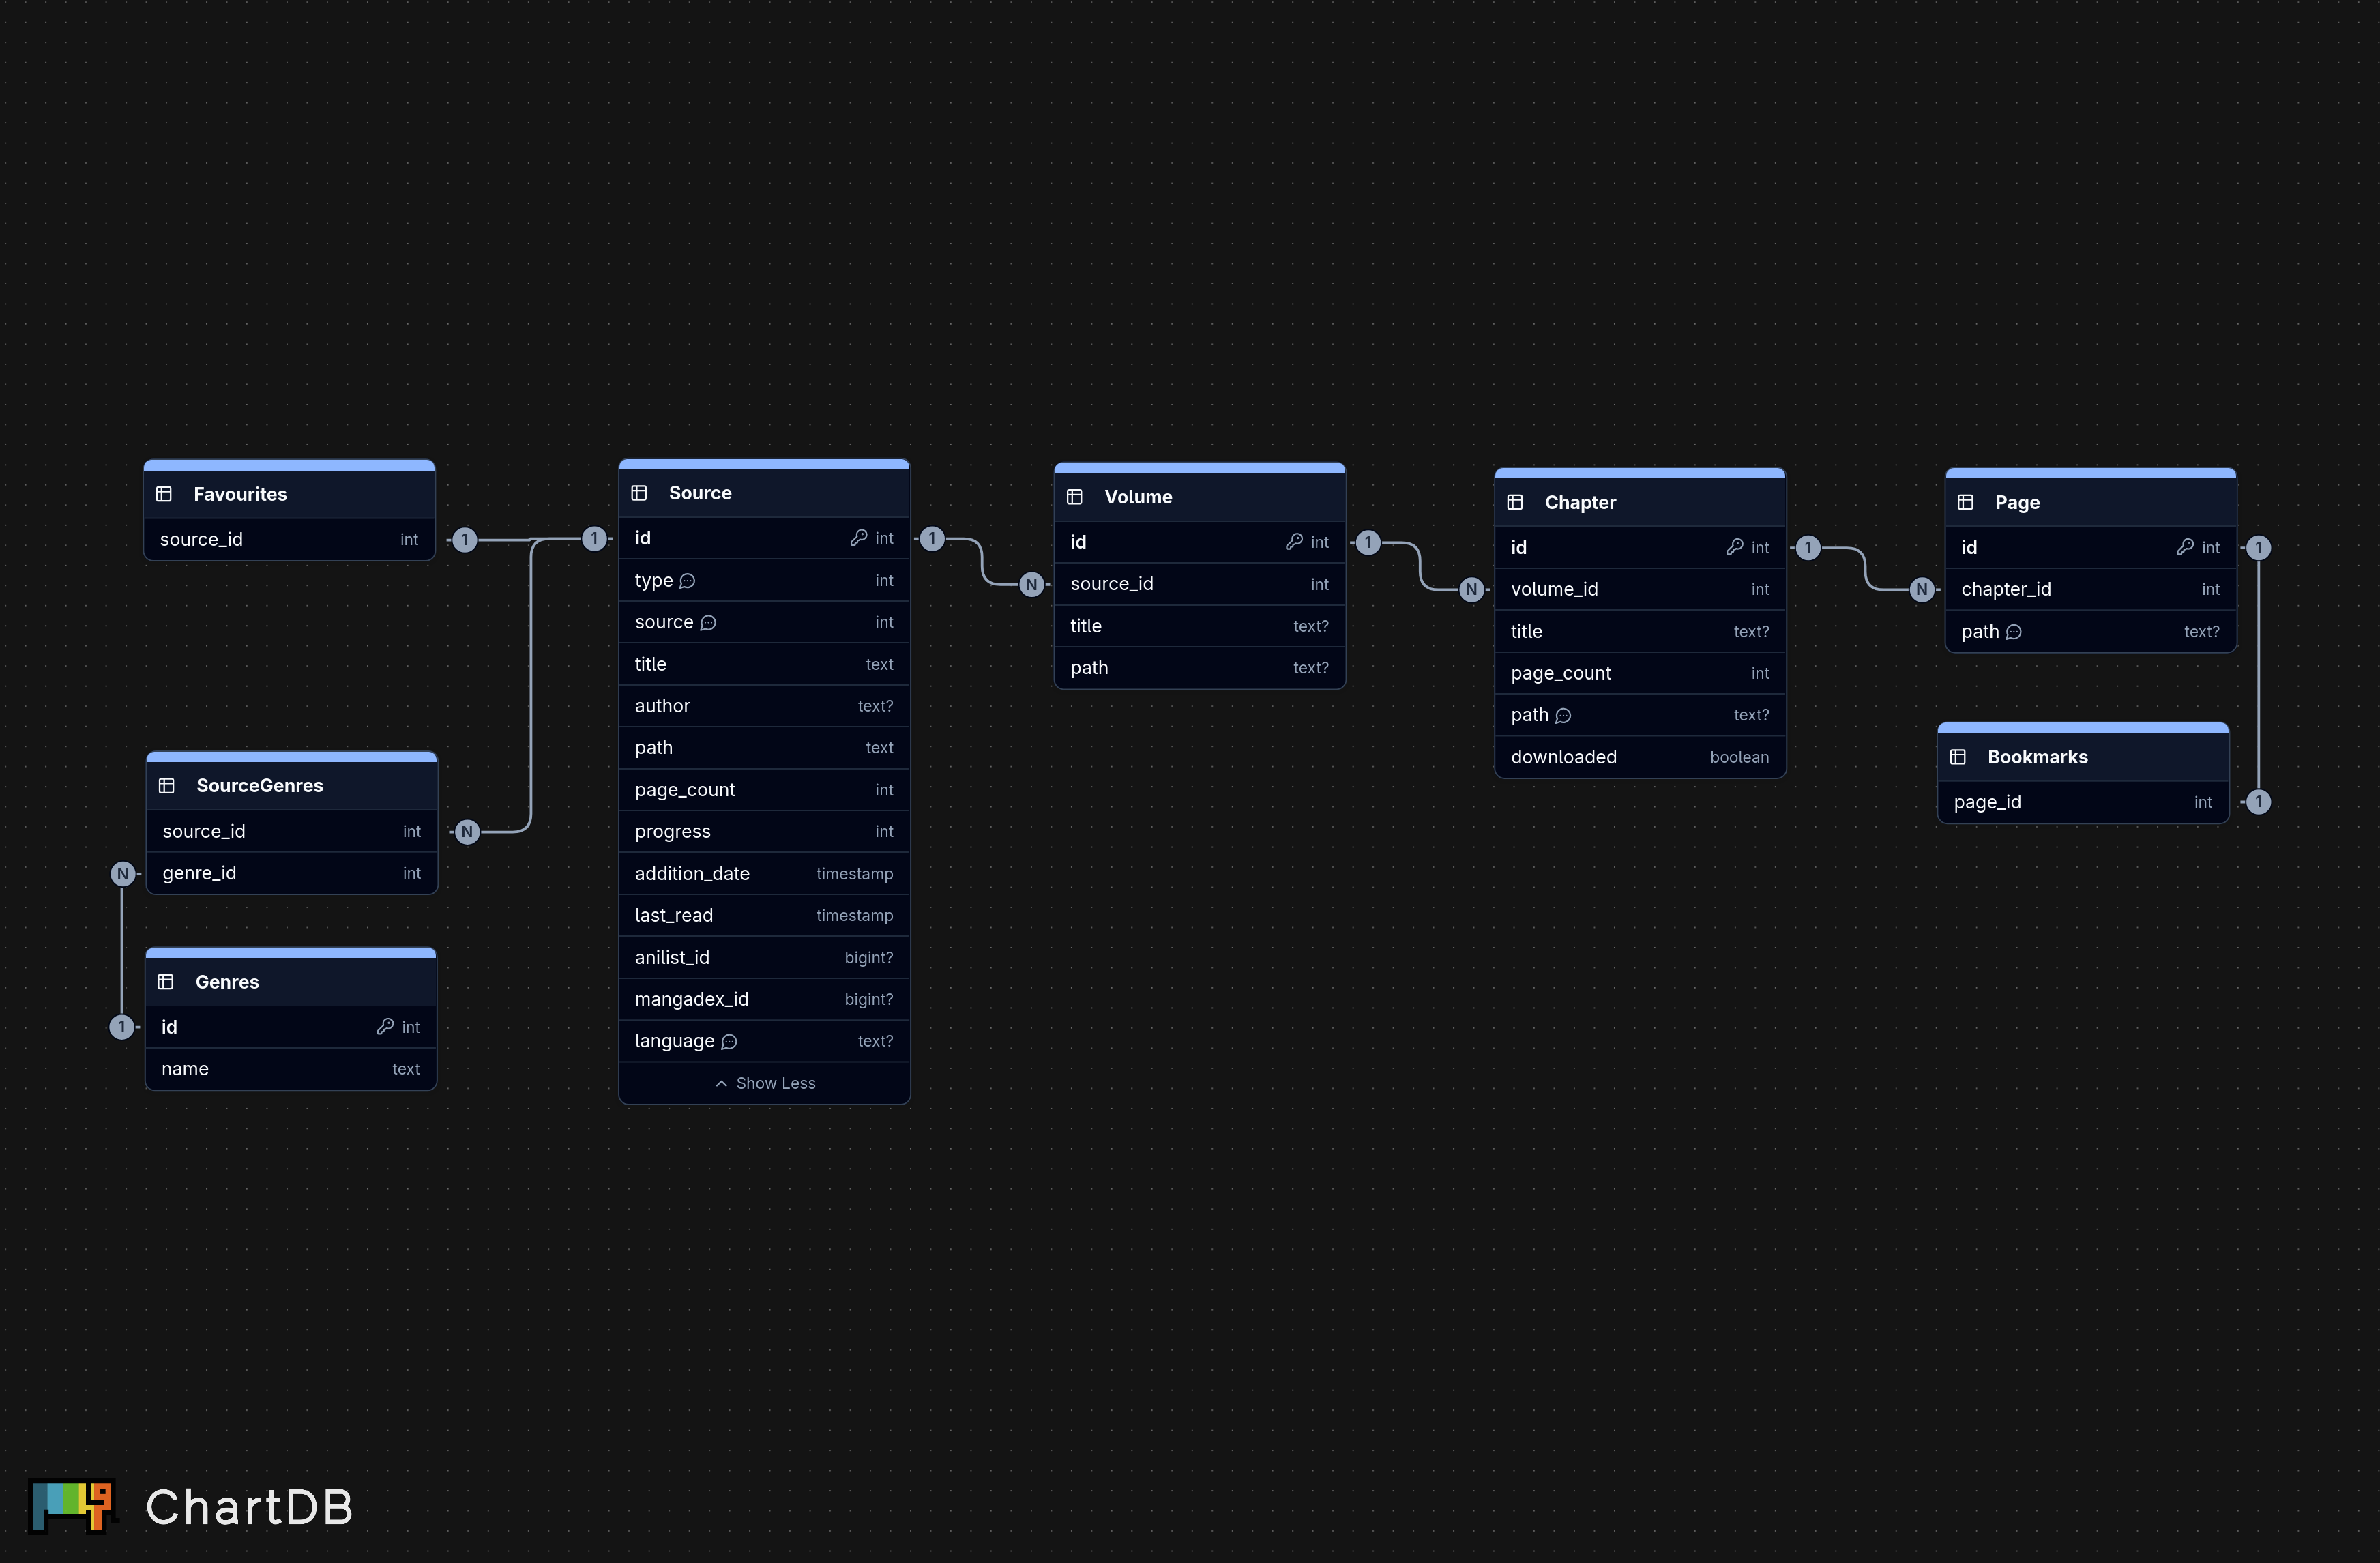 Favourites
source_id int
1
1
SourceGenres
source_id int
N
genre_id int
N
Genres
id int
1
name text
Source
id int
1
type int
source int
title text
author text?
path text
page_count int
progress int
addition_date timestamp
last_read timestamp
anilist_id bigint?
mangadex_id bigint?
language text?
Show Less
Volume
id int
1
N
source_id int
title text?
path text?
Chapter
id int
1
N
volume_id int
title text?
page_count int
path text?
downloaded boolean
Page
id int
1
N
chapter_id int
path text?
Bookmarks
page_id int
1
ChartDB